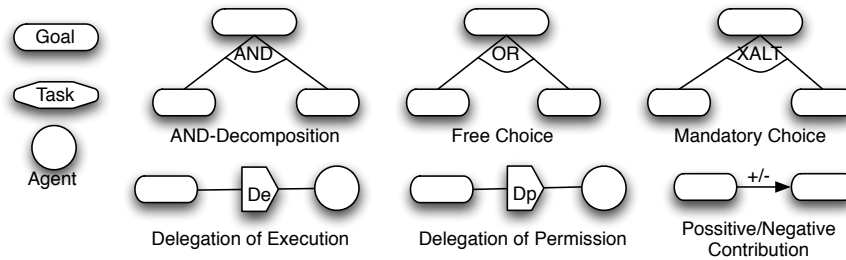 Goal
AND
OR
XALT
Task
AND-Decomposition
Free Choice
Mandatory Choice
Agent
De
Dp
+/-
Delegation of Execution
Delegation of Permission
Possitive/Negative
Contribution